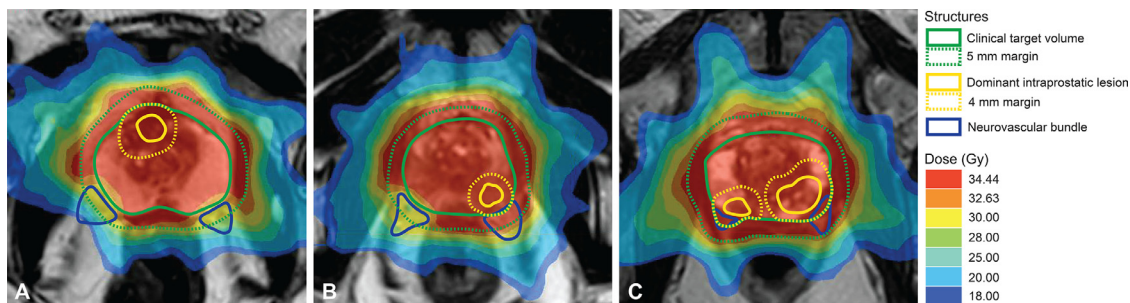 A
B
C
Structures
Clinical target volume
5 mm margin
Dominant intraprostatic lesion
4 mm margin
Neurovascular bundle
Dose (Gy)
34.44
32.63
30.00
28.00
25.00
20.00
18.00